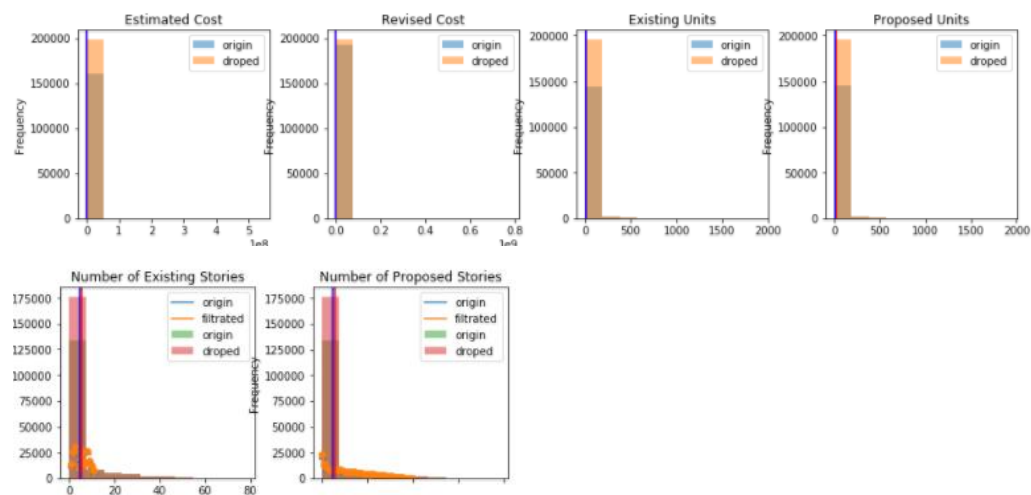 Estimated Cost
Revised Cost
Existing Units
Proposed Units
200000
150000
100000
50000
0
Frequency
origin
droped
0 1 2 3 4 5
1e8
200000
150000
100000
50000
0
Frequency
origin
droped
0.0 0.2 0.4 0.6 0.8
1e9
200000
150000
100000
50000
0
Frequency
origin
droped
0 500 1000 1500 2000
200000
150000
100000
50000
0
Frequency
origin
droped
0 500 1000 1500 2000
Number of Existing Stories
Number of Proposed Stories
175000
150000
125000
100000
75000
50000
25000
0
origin
filtrated
origin
droped
0 20 40 60 80
175000
150000
125000
100000
75000
50000
25000
0
Frequency
origin
filtrated
origin
droped